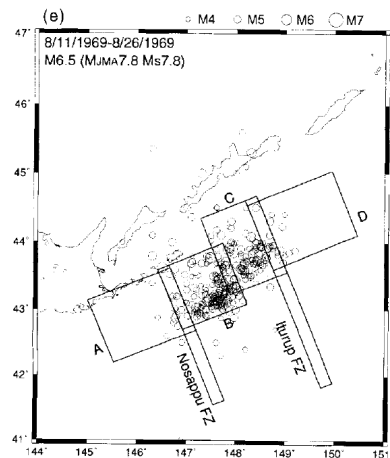 (e)
M4 M5 M6 M7
8/11/1969-8/26/1969
M6.5 (MJMA7.8 MS7.8)
47˚
46˚
45˚
44˚
43˚
42˚
41˚
C
D
A
B
Nosappu FZ
Iturup FZ
144˚ 145˚ 146˚ 147˚ 148˚ 149˚ 150˚ 151˚